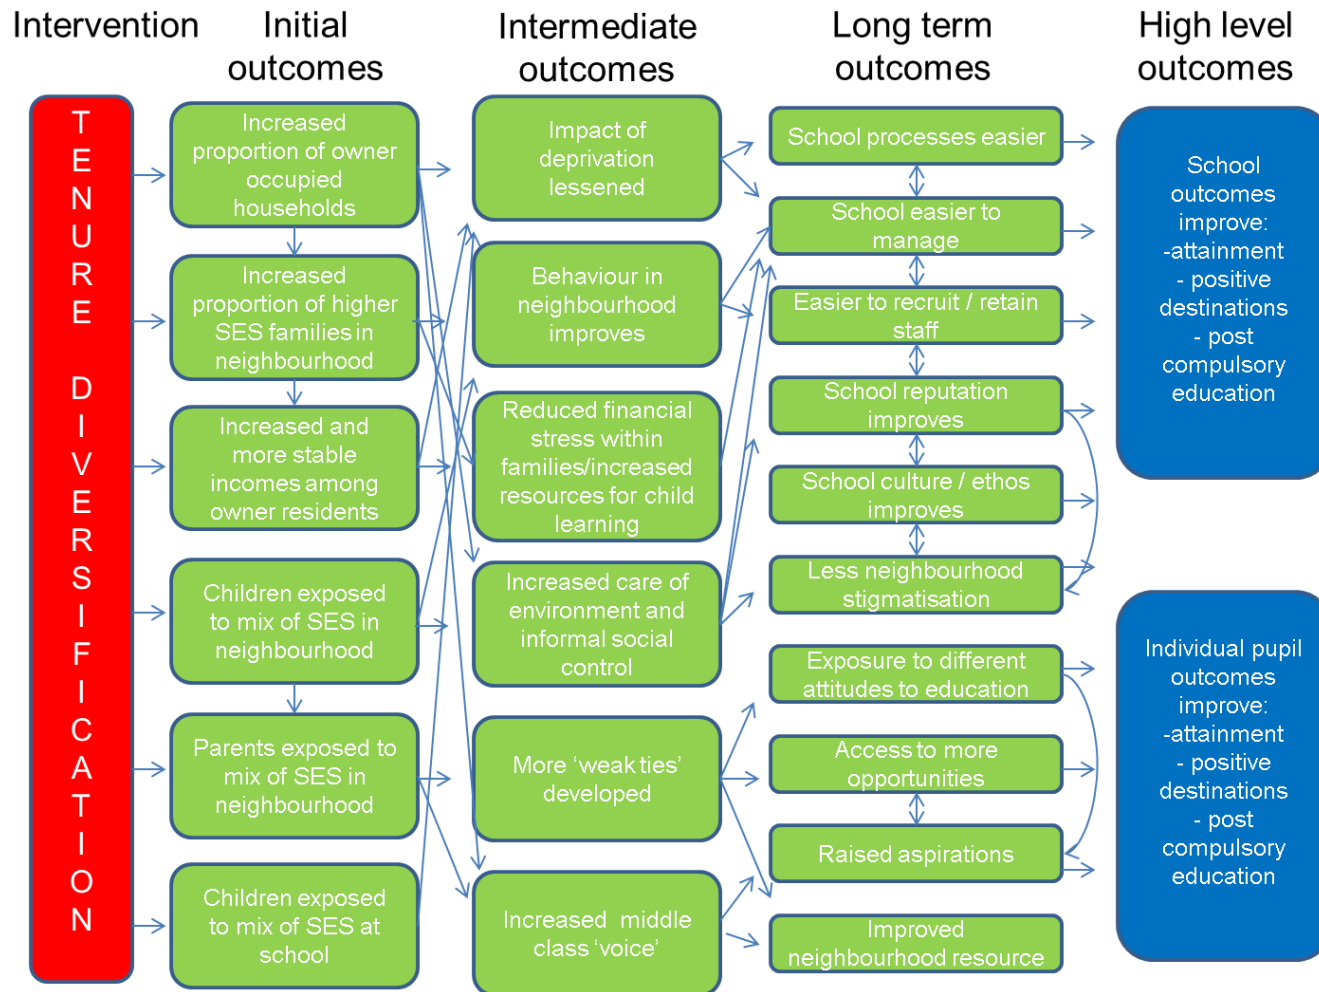 Intervention
Initial
outcomes
Intermediate
outcomes
Long term
outcomes
High level
outcomes
TENURE DIVERSIFICATION
Increased
proportion of owner
occupied
households
Increased
proportion of higher
SES families in
neighbourhood
Increased and
more stable
incomes among
owner residents
Children exposed
to mix of SES in
neighbourhood
Parents exposed to
mix of SES in
neighbourhood
Children exposed
to mix of SES at
school
Impact of
deprivation
lessened
Behaviour in
neighbourhood
improves
Reduced financial
stress within
families/increased
resources for child
learning
Increased care of
environment and
informal social
control
More ‘weak ties’
developed
Increased middle
class ‘voice’
School processes easier
School easier to
manage
Easier to recruit / retain
staff
School reputation
improves
School culture / ethos
improves
Less neighbourhood
stigmatisation
Exposure to different
attitudes to education
Access to more
opportunities
Raised aspirations
Improved
neighbourhood resource
School
outcomes
improve:
-attainment
- positive
destinations
- post
compulsory
education
Individual pupil
outcomes
improve:
-attainment
- positive
destinations
- post
compulsory
education